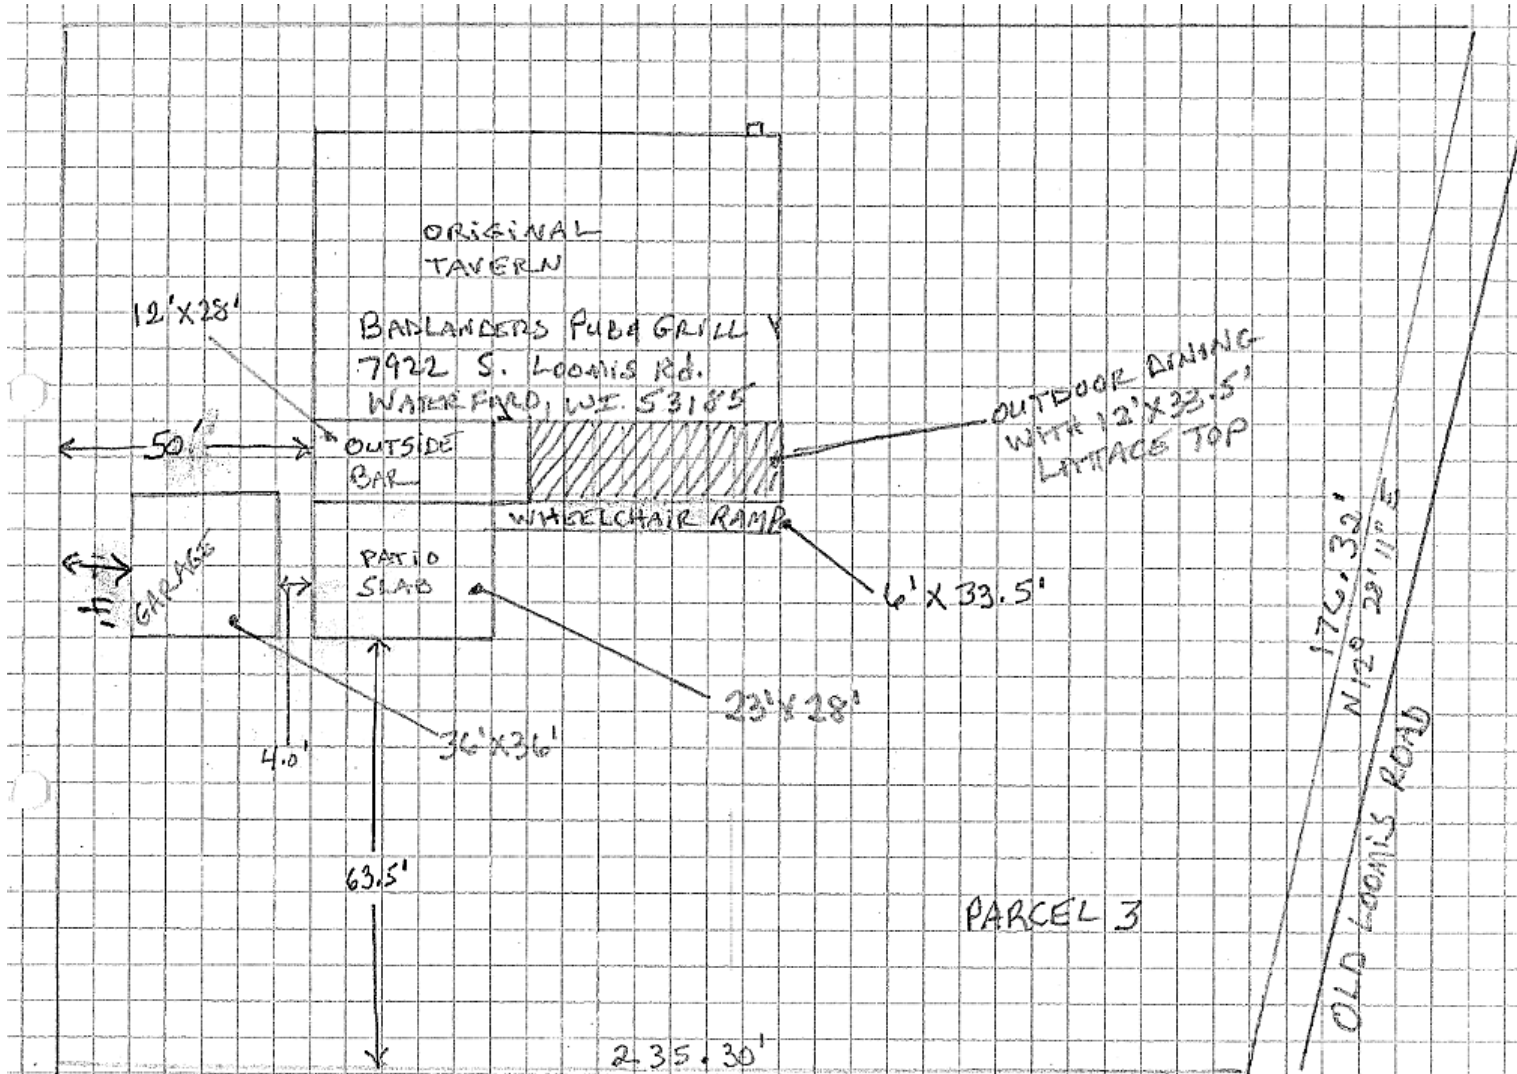 ORIGINAL
TAVERN
12'X28'
BADLANDERS PUB & GRILL
7922 S. LOOMIS Rd.
WATERFORD, WI. 53185
OUTDOOR DINING
WITH 12'X33.5'
LATTACE TOP
50'
OUTSIDE
BAR
WHEELCHAIR RAMP
PATIO
SLAB
GARAGE
4'
6'X33.5'
176.32'
N12° 28' 11" E
23'X28'
36'X36'
4.0'
63.5'
PARCEL 3
OLD LOOMIS ROAD
235.30'